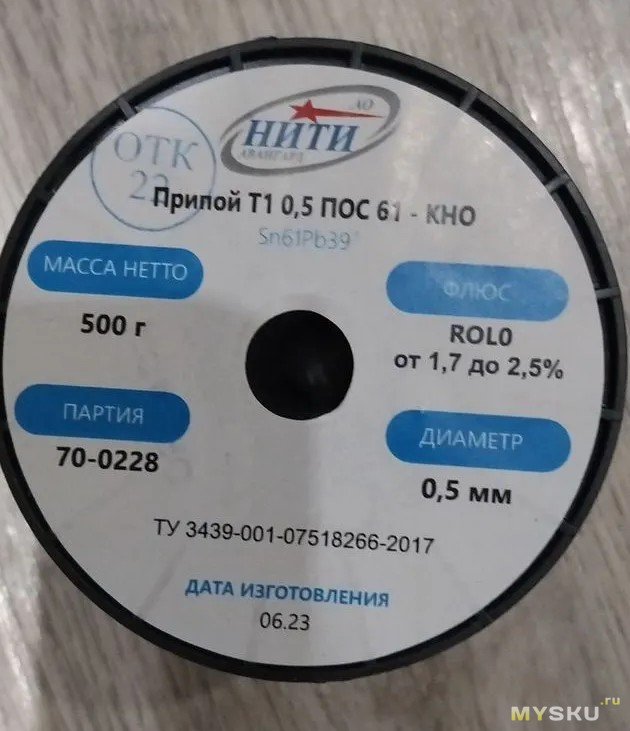 АО
НИТИ
АВАНГАРД
ОТК
22
Припой Т1 0,5 ПОС 61 - КНО
Sn61Pb39
МАССА НЕТТО
500 г
ФЛЮС
ROL0
от 1,7 до 2,5%
ПАРТИЯ
70-0228
ДИАМЕТР
0,5 мм
ТУ 3439-001-07518266-2017
ДАТА ИЗГОТОВЛЕНИЯ
06.23
MYSKU.ru